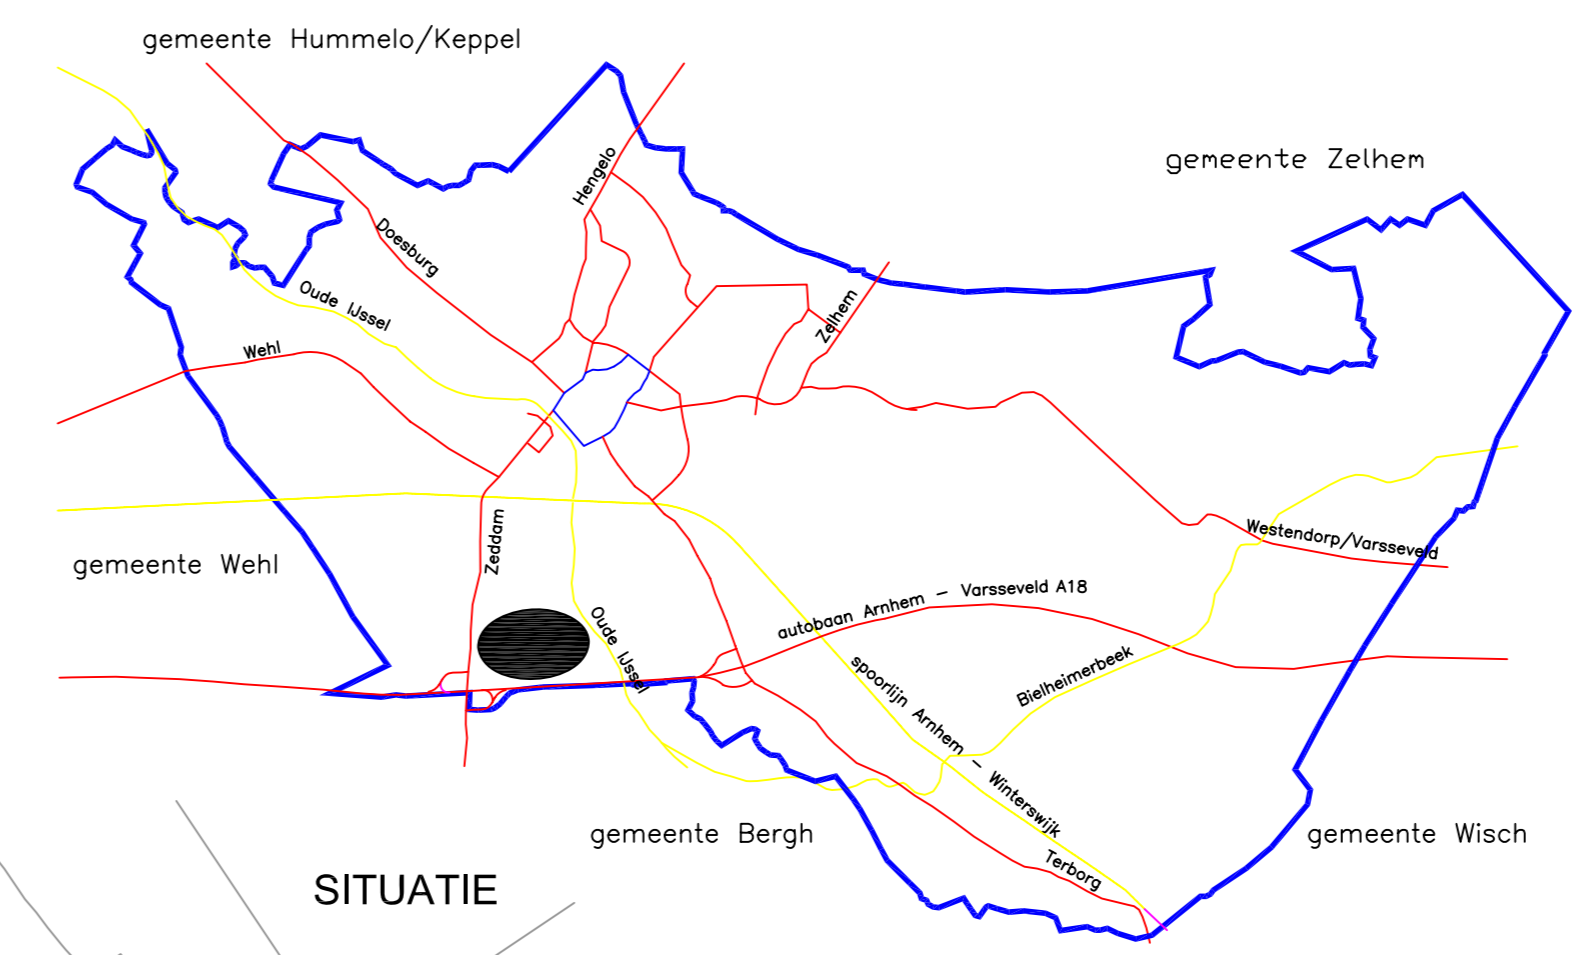 gemeente Hummelo/Keppel
gemeente Zelhem
Hengelo
Doesburg
Oude IJssel
Zelhem
Wehl
Westendorp/Varsseveld
Zeddam
gemeente Wehl
autobaan Arnhem - Varsseveld A18
Oude IJssel
spoorlijn Arnhem - Winterswijk
Bielheimerbeek
gemeente Bergh
gemeente Wisch
Terborg
SITUATIE